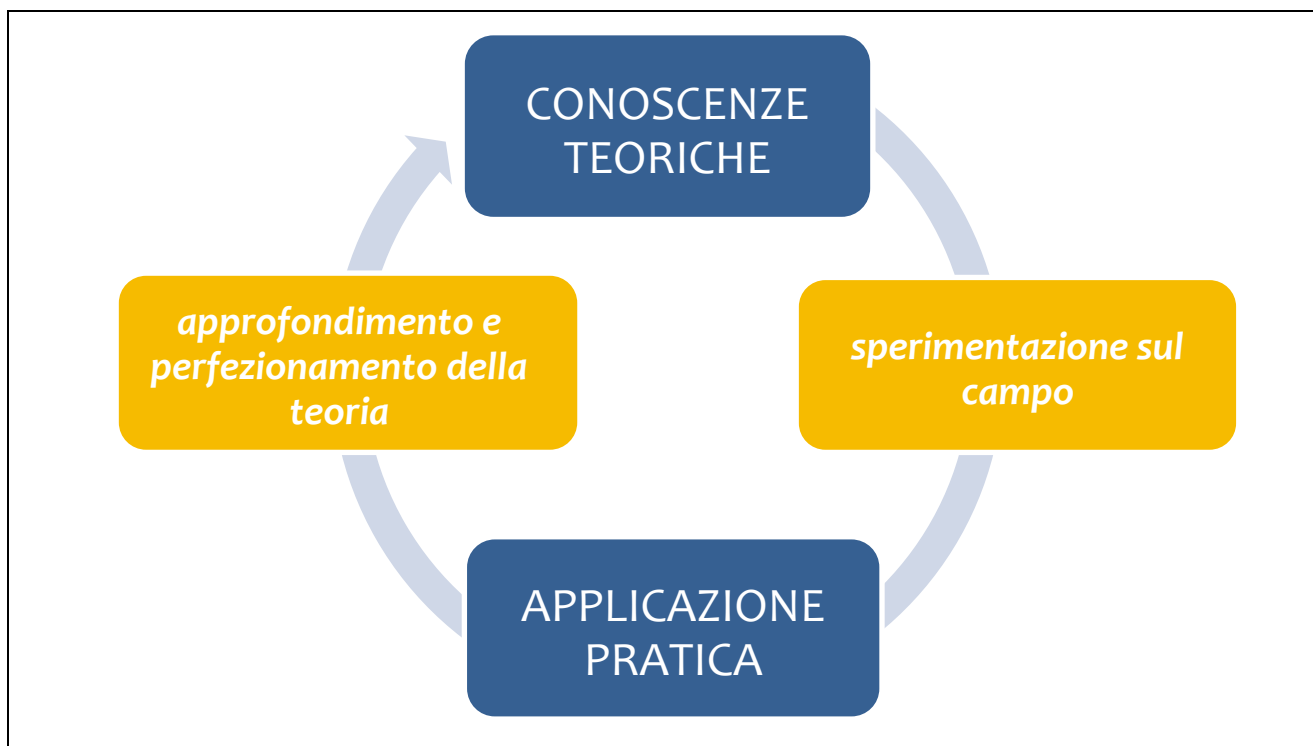 CONOSCENZE
TEORICHE
approfondimento e
perfezionamento della
teoria
sperimentazione sul
campo
APPLICAZIONE
PRATICA